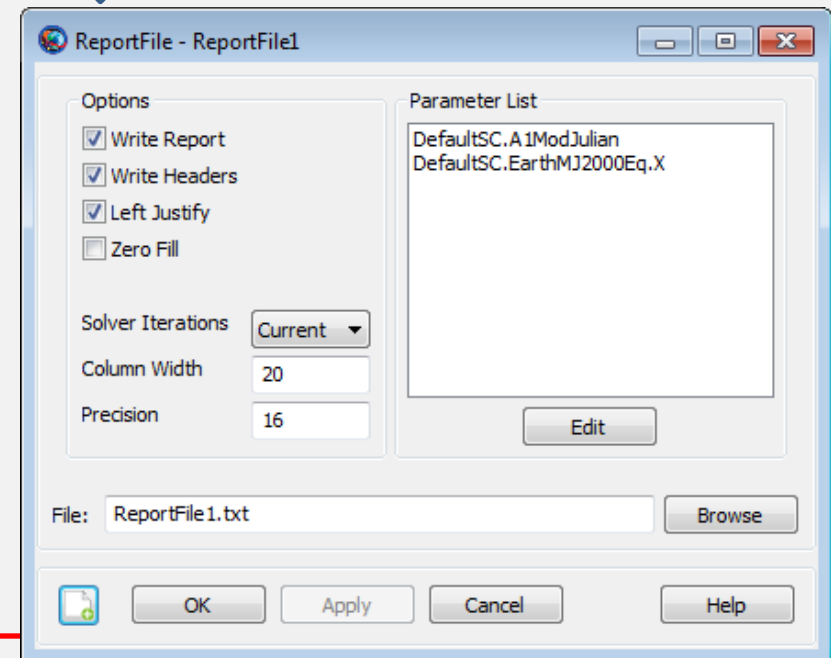 ReportFile - ReportFile1
Options
Write Report
Write Headers
Left Justify
Zero Fill
Solver Iterations Current
Column Width 20
Precision 16
Parameter List
DefaultSC.A1ModJulian
DefaultSC.EarthMJ2000Eq.X
Edit
File: ReportFile1.txt Browse
OK Apply Cancel Help